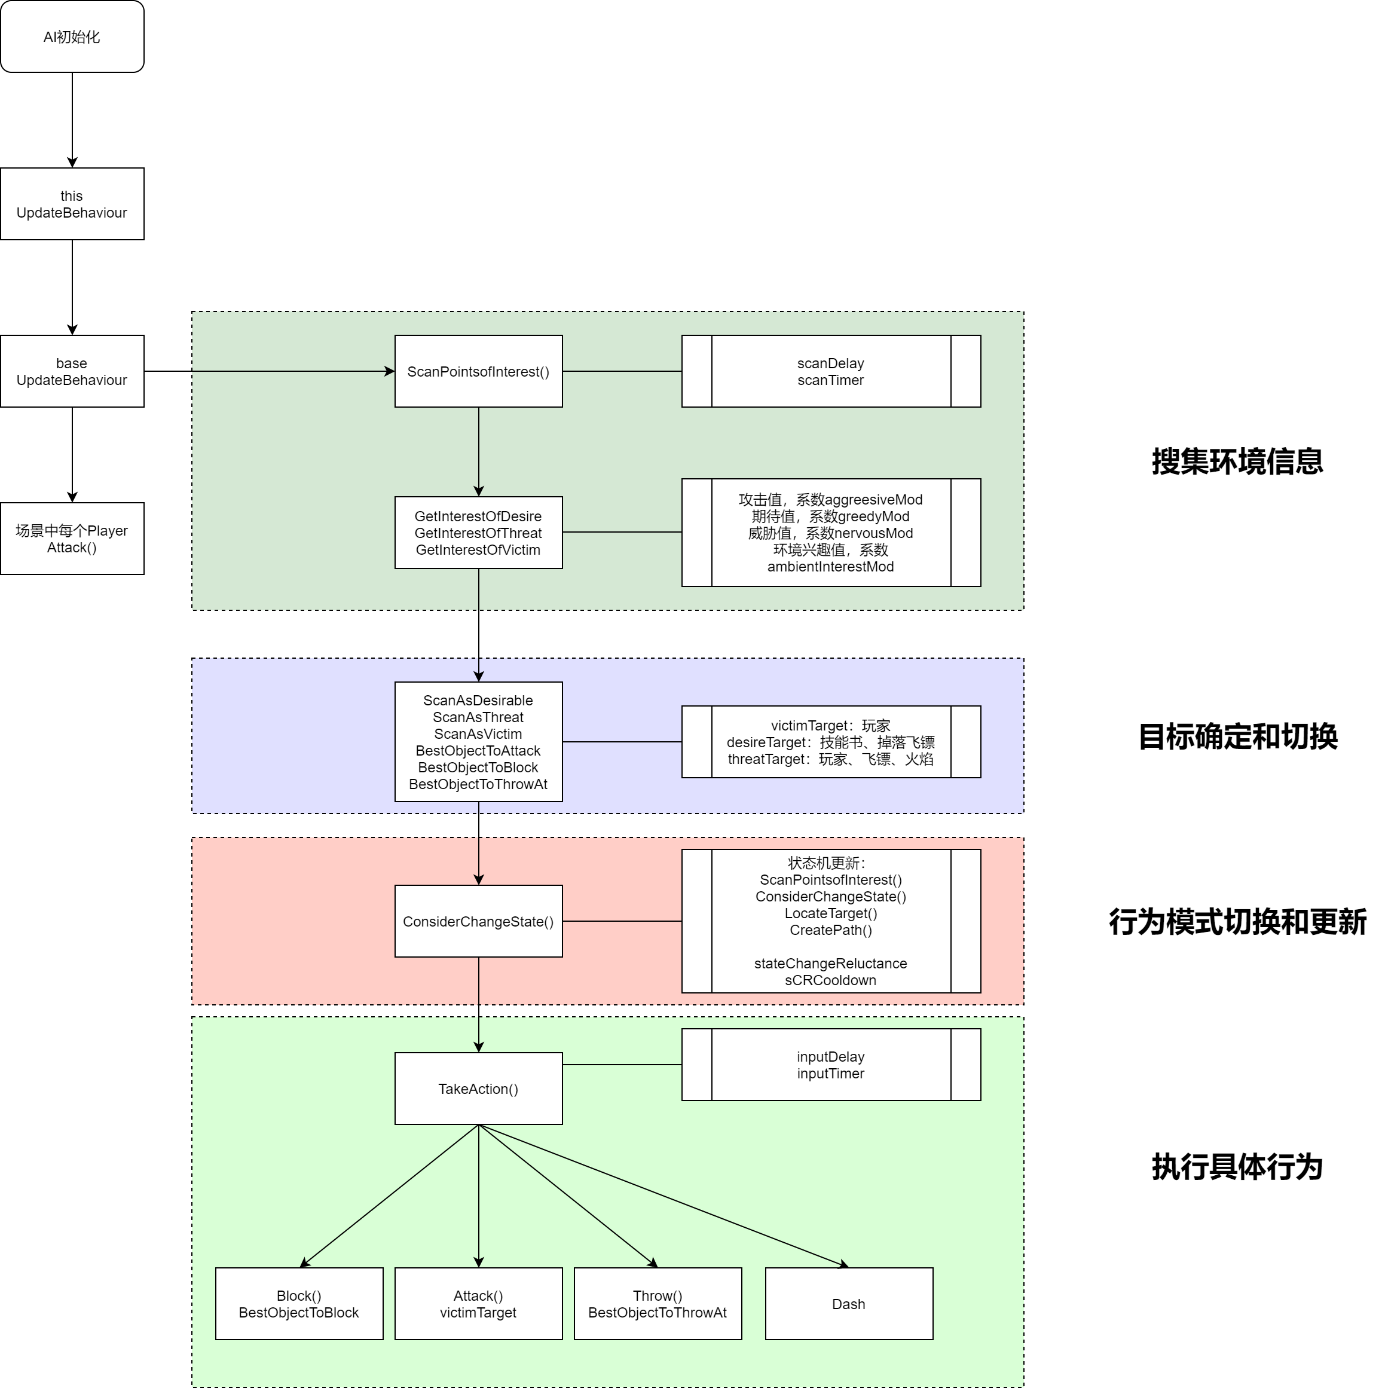 AI初始化
this
UpdateBehaviour
base
UpdateBehaviour
场景中每个Player
Attack()
ScanPointsofInterest()
scanDelay
scanTimer
GetInterestOfDesire
GetInterestOfThreat
GetInterestOfVictim
攻击值，系数aggreesiveMod
期待值，系数greedyMod
威胁值，系数nervousMod
环境兴趣值，系数
ambientInterestMod
搜集环境信息
ScanAsDesirable
ScanAsThreat
ScanAsVictim
BestObjectToAttack
BestObjectToBlock
BestObjectToThrowAt
victimTarget：玩家
desireTarget：技能书、掉落飞镖
threatTarget：玩家、飞镖、火焰
目标确定和切换
ConsiderChangeState()
状态机更新：
ScanPointsofInterest()
ConsiderChangeState()
LocateTarget()
CreatePath()
stateChangeReluctance
sCRCooldown
行为模式切换和更新
TakeAction()
inputDelay
inputTimer
执行具体行为
Block()
BestObjectToBlock
Attack()
victimTarget
Throw()
BestObjectToThrowAt
Dash